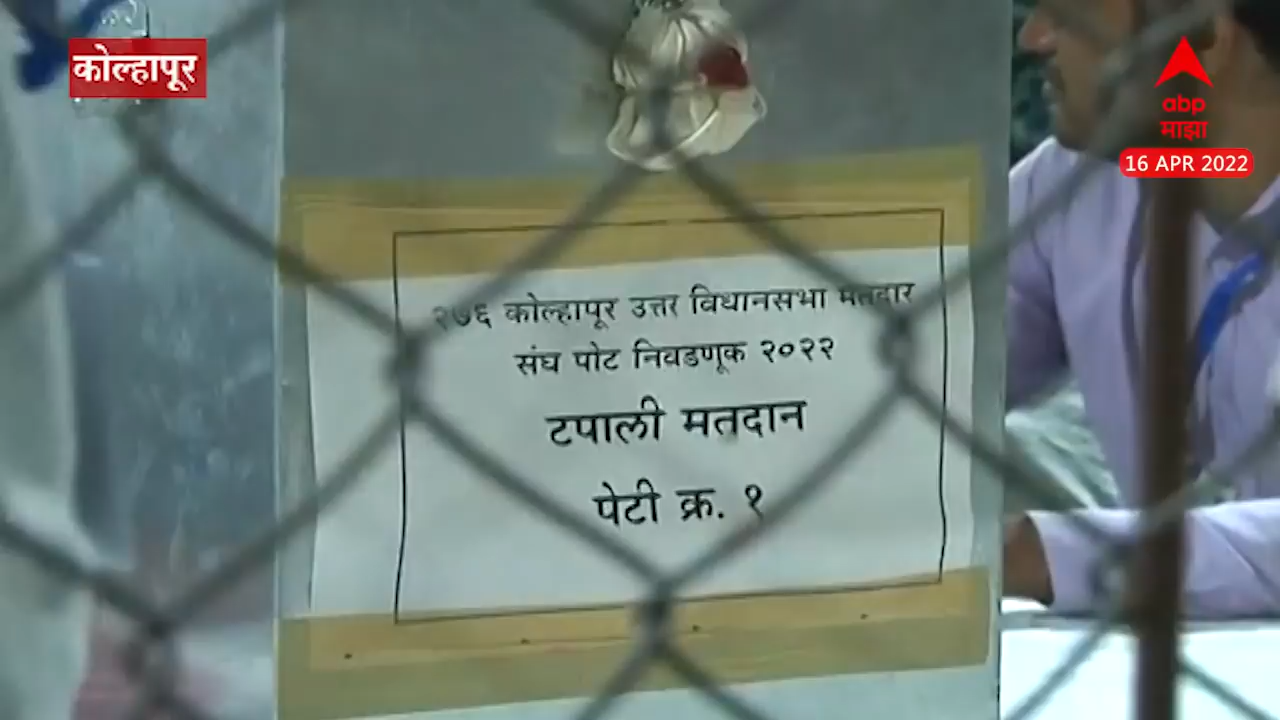 कोल्हापूर
abp
माझा
16 APR 2022
२७६ कोल्हापूर उत्तर विधानसभा मतदार
संघ पोट निवडणूक २०२२
टपाली मतदान
पेटी क्र. १